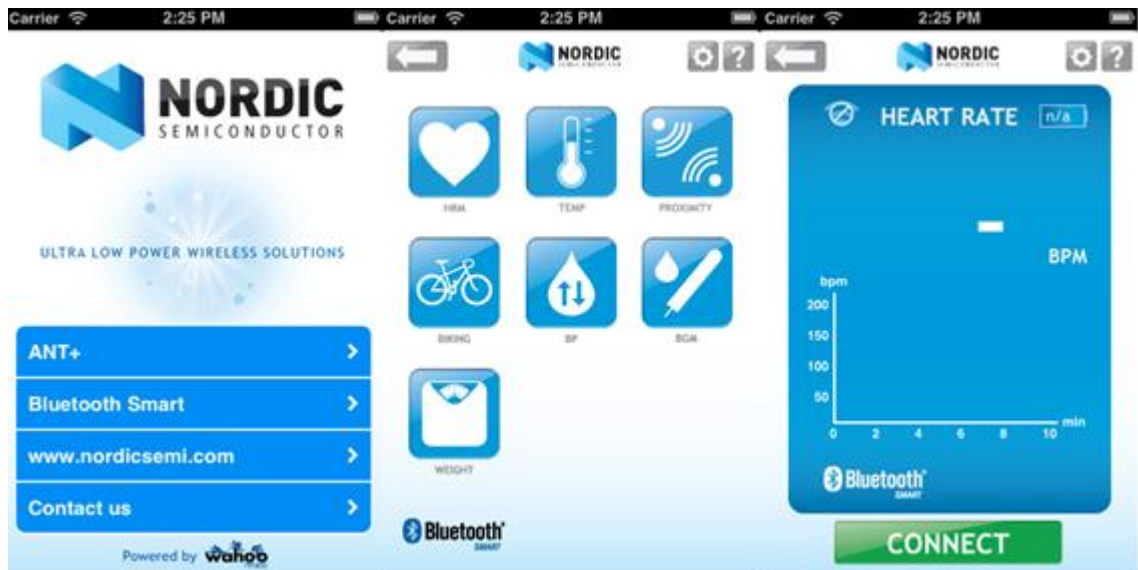 Carrier 2:25 PM
NORDIC
SEMICONDUCTOR
ULTRA LOW POWER WIRELESS SOLUTIONS
ANT+
Bluetooth Smart
www.nordicsemi.com
Contact us
Powered by wahoo
Carrier 2:25 PM
NORDIC
SEMICONDUCTOR
?
HRM TEMP PROXIMITY
BIKING BP BGM
WEIGHT
Bluetooth
SMART
Carrier 2:25 PM
NORDIC
SEMICONDUCTOR
?
HEART RATE n/a
BPM
bpm
200
150
100
50
min
0 2 4 6 8 10
Bluetooth
SMART
CONNECT